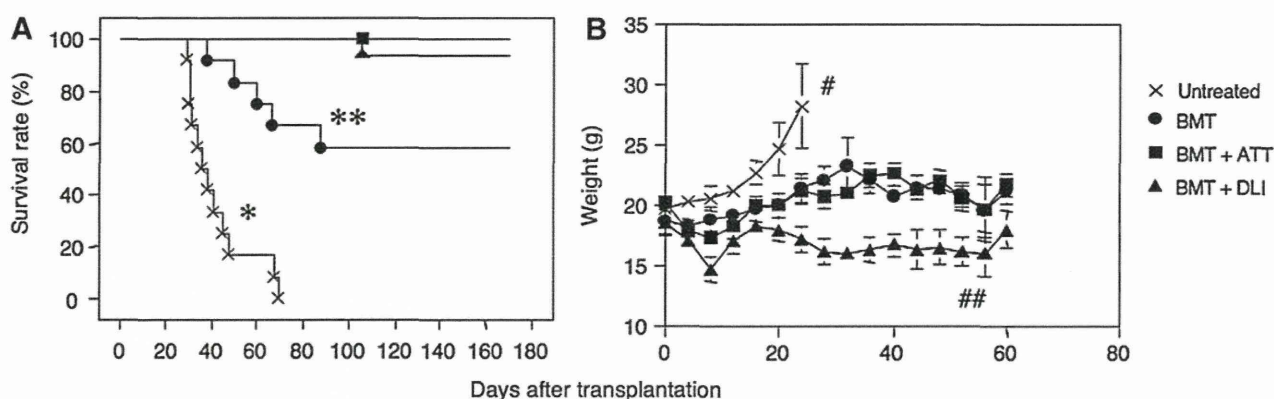 A
Survival rate (%)
100
80
60
40
20
0
*
**
0 20 40 60 80 100 120 140 160 180
B
Weight (g)
35
30
25
20
15
10
#
##
0 20 40 60 80
Untreated
BMT
BMT + ATT
BMT + DLI
Days after transplantation